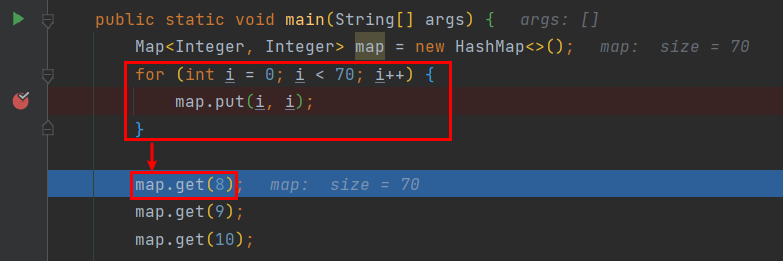 public static void main(String[] args) { args: []
Map<Integer, Integer> map = new HashMap<>(); map: size = 70
for (int i = 0; i < 70; i++) {
map.put(i, i);
}
map.get(8); map: size = 70
map.get(9);
map.get(10);